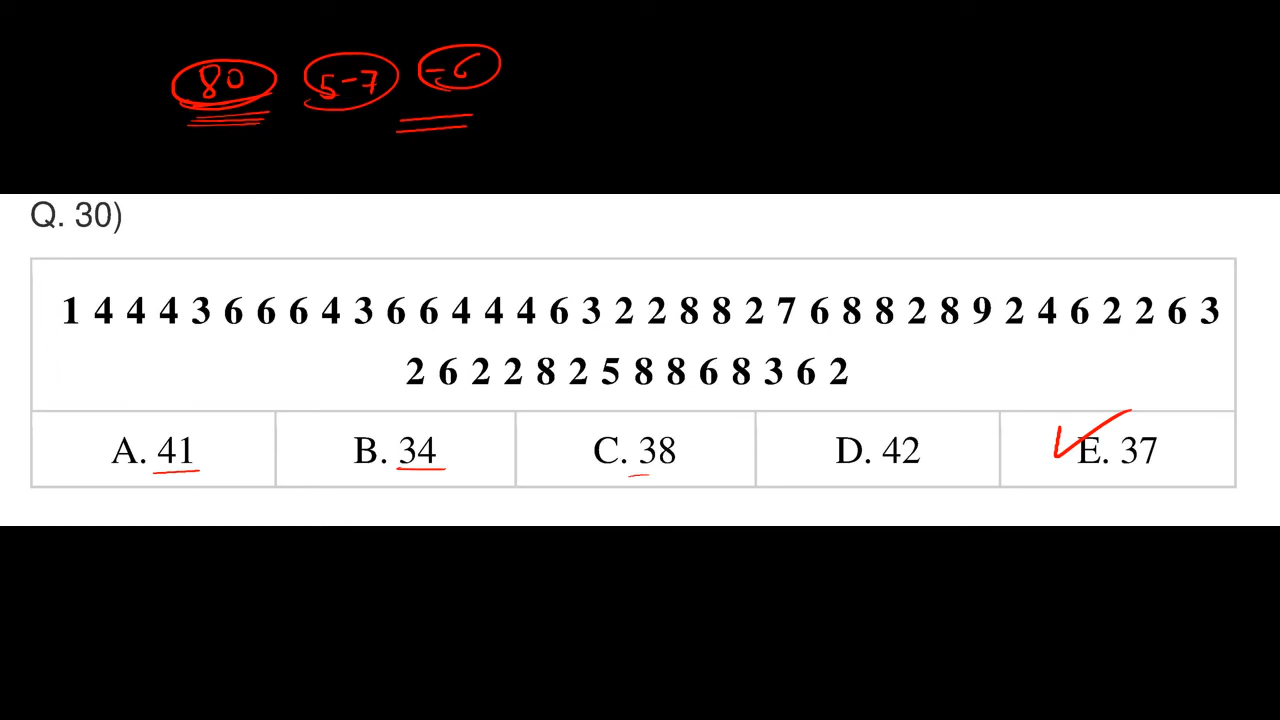 80 5-7 -6
Q. 30)
1 4 4 4 3 6 6 6 4 3 6 6 4 4 4 6 3 2 2 8 8 2 7 6 8 8 2 8 9 2 4 6 2 2 6 3
2 6 2 2 8 2 5 8 8 6 8 3 6 2
A. 41 B. 34 C. 38 D. 42 E. 37